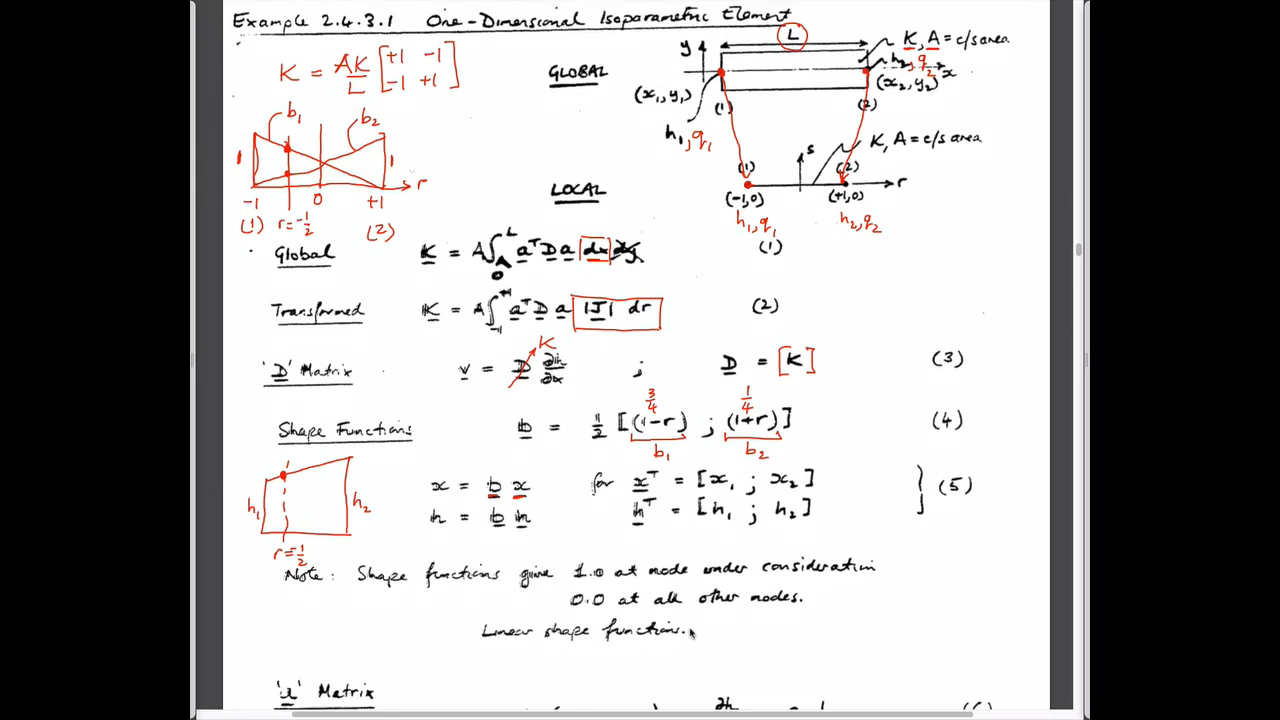 Example 2.4.3.1 One-Dimensional Isoparametric Element
K = AK/L [+1 -1
-1 +1]
GLOBAL
y
L
K, A = c/s area
h2, q2
x
(x1, y1)
(x2, y2)
(1)
(2)
h1, q1
b1
b2
1
1
r
-1
0
+1
(1)
r=-1/2
(2)
K, A = c/s area
s
(1)
(2)
r
LOCAL
(-1,0)
(+1,0)
h1, q1
h2, q2
Global K = A∫0^L a^T D a dx dy (1)
Transformed K = A∫-1^+1 a^T D a |J| dr (2)
'D' Matrix v = D K ∂h/∂x ; D = [K] (3)
3/4 1/4
Shape Functions b = 1/2 [(1-r) ; (1+r)] (4)
b1 b2
x = b x for x^T = [x1 ; x2]
h = b h h^T = [h1 ; h2] } (5)
h1
h2
r=-1/2
Note: Shape functions give 1.0 at node under consideration
0.0 at all other nodes.
Linear shape functions.
'a' Matrix
∂h
(6)